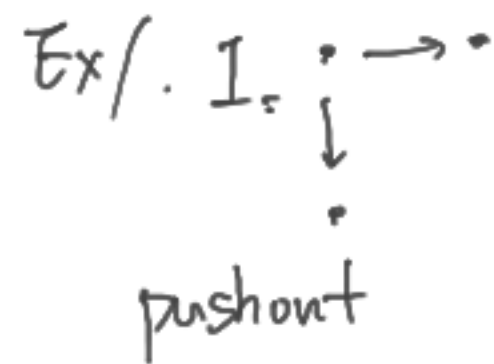 Ex/. I = • → •
↓
•
pushout